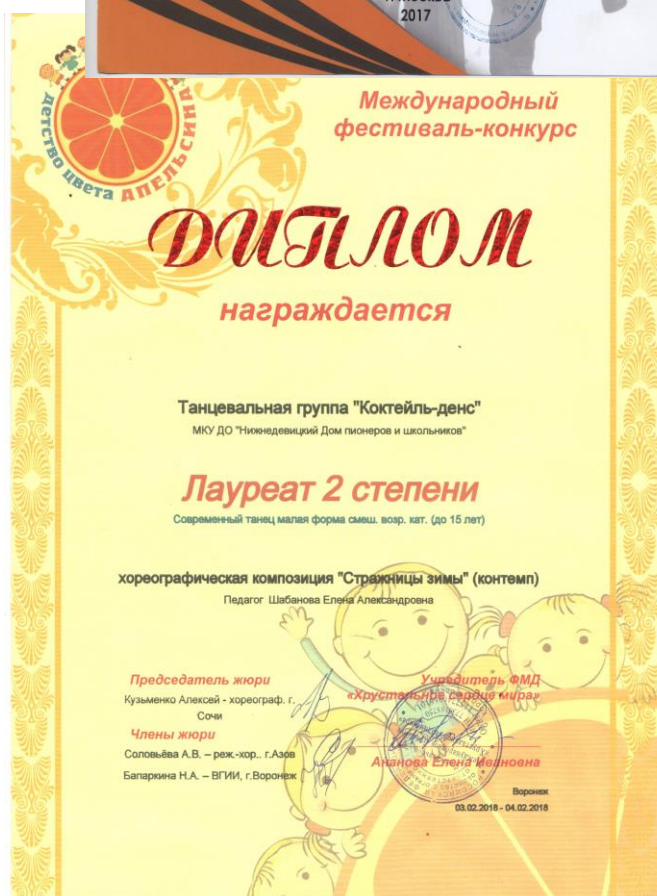 2017
детство цвета АПЕЛЬСИНА
Международный
фестиваль-конкурс
ДИПЛОМ
награждается
Танцевальная группа "Коктейль-денс"
МКУ ДО "Нижнедевицкий Дом пионеров и школьников"
Лауреат 2 степени
Современный танец малая форма смеш. возр. кат. (до 15 лет)
хореографическая композиция "Стражницы зимы" (контемп)
Педагог Шабанова Елена Александровна
Председатель жюри
Кузьменко Алексей - хореограф. г.
Сочи
Члены жюри
Соловьёва А.В. – реж.-хор.. г.Азов
Бапаркина Н.А. – ВГИИ, г.Воронеж
Учредитель ФМД
«Хрустальное сердце мира»
Ананова Елена Ивановна
Воронеж
03.02.2018 - 04.02.2018